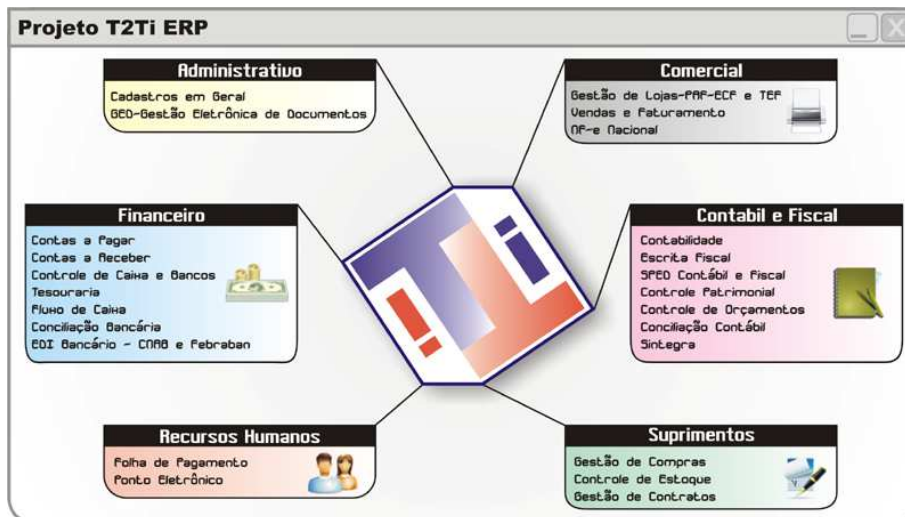 Projeto T2Ti ERP
Administrativo
Cadastros em Geral
GED-Gestão Eletrônica de Documentos
Comercial
Gestão de Lojas-PAF-ECF e TEF
Vendas e Faturamento
NF-e Nacional
Financeiro
Contas a Pagar
Contas a Receber
Controle de Caixa e Bancos
Tesouraria
Fluxo de Caixa
Conciliação Bancária
EDI Bancário - CNAB e Febraban
Contabil e Fiscal
Contabilidade
Escrita Fiscal
SPED Contábil e Fiscal
Controle Patrimonial
Controle de Orçamentos
Conciliação Contábil
Sintegra
Recursos Humanos
Folha de Pagamento
Ponto Eletrônico
Suprimentos
Gestão de Compras
Controle de Estoque
Gestão de Contratos